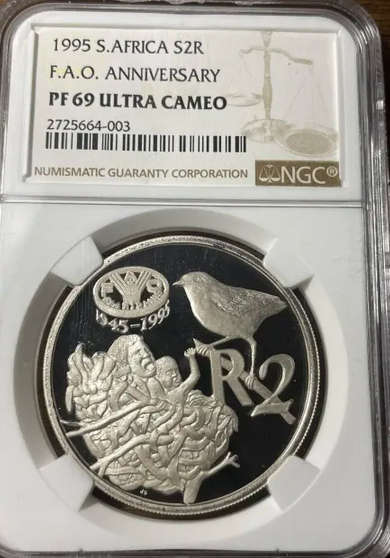 1995 S.AFRICA S2R
F.A.O. ANNIVERSARY
PF 69 ULTRA CAMEO
2725664-003
NUMISMATIC GUARANTY CORPORATION NGC®
F A O
1945-1995
R2